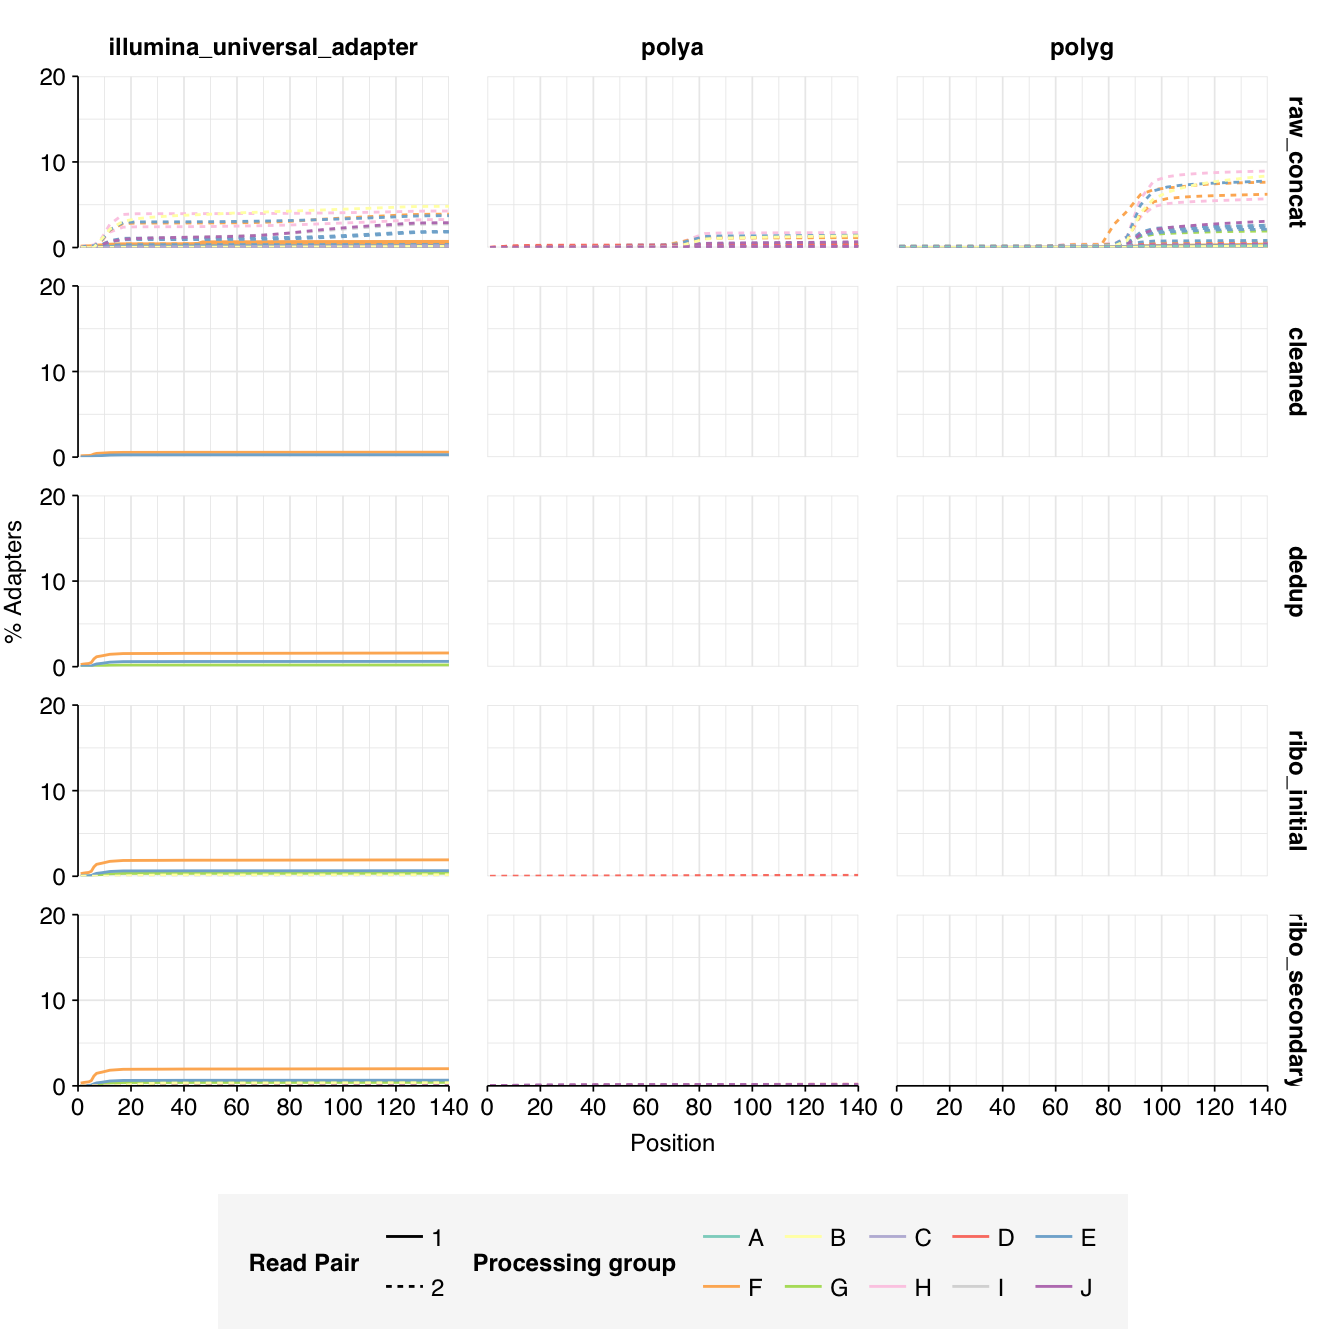 illumina_universal_adapter polya polyg
20
10
0
raw_concat
20
10
0
cleaned
20
10
0
dedup
% Adapters
20
10
0
ribo_initial
20
10
0
ribo_secondary
0 20 40 60 80 100 120 140 0 20 40 60 80 100 120 140 0 20 40 60 80 100 120 140
Position
Read Pair
1
2
Processing group
A B C D E
F G H I J